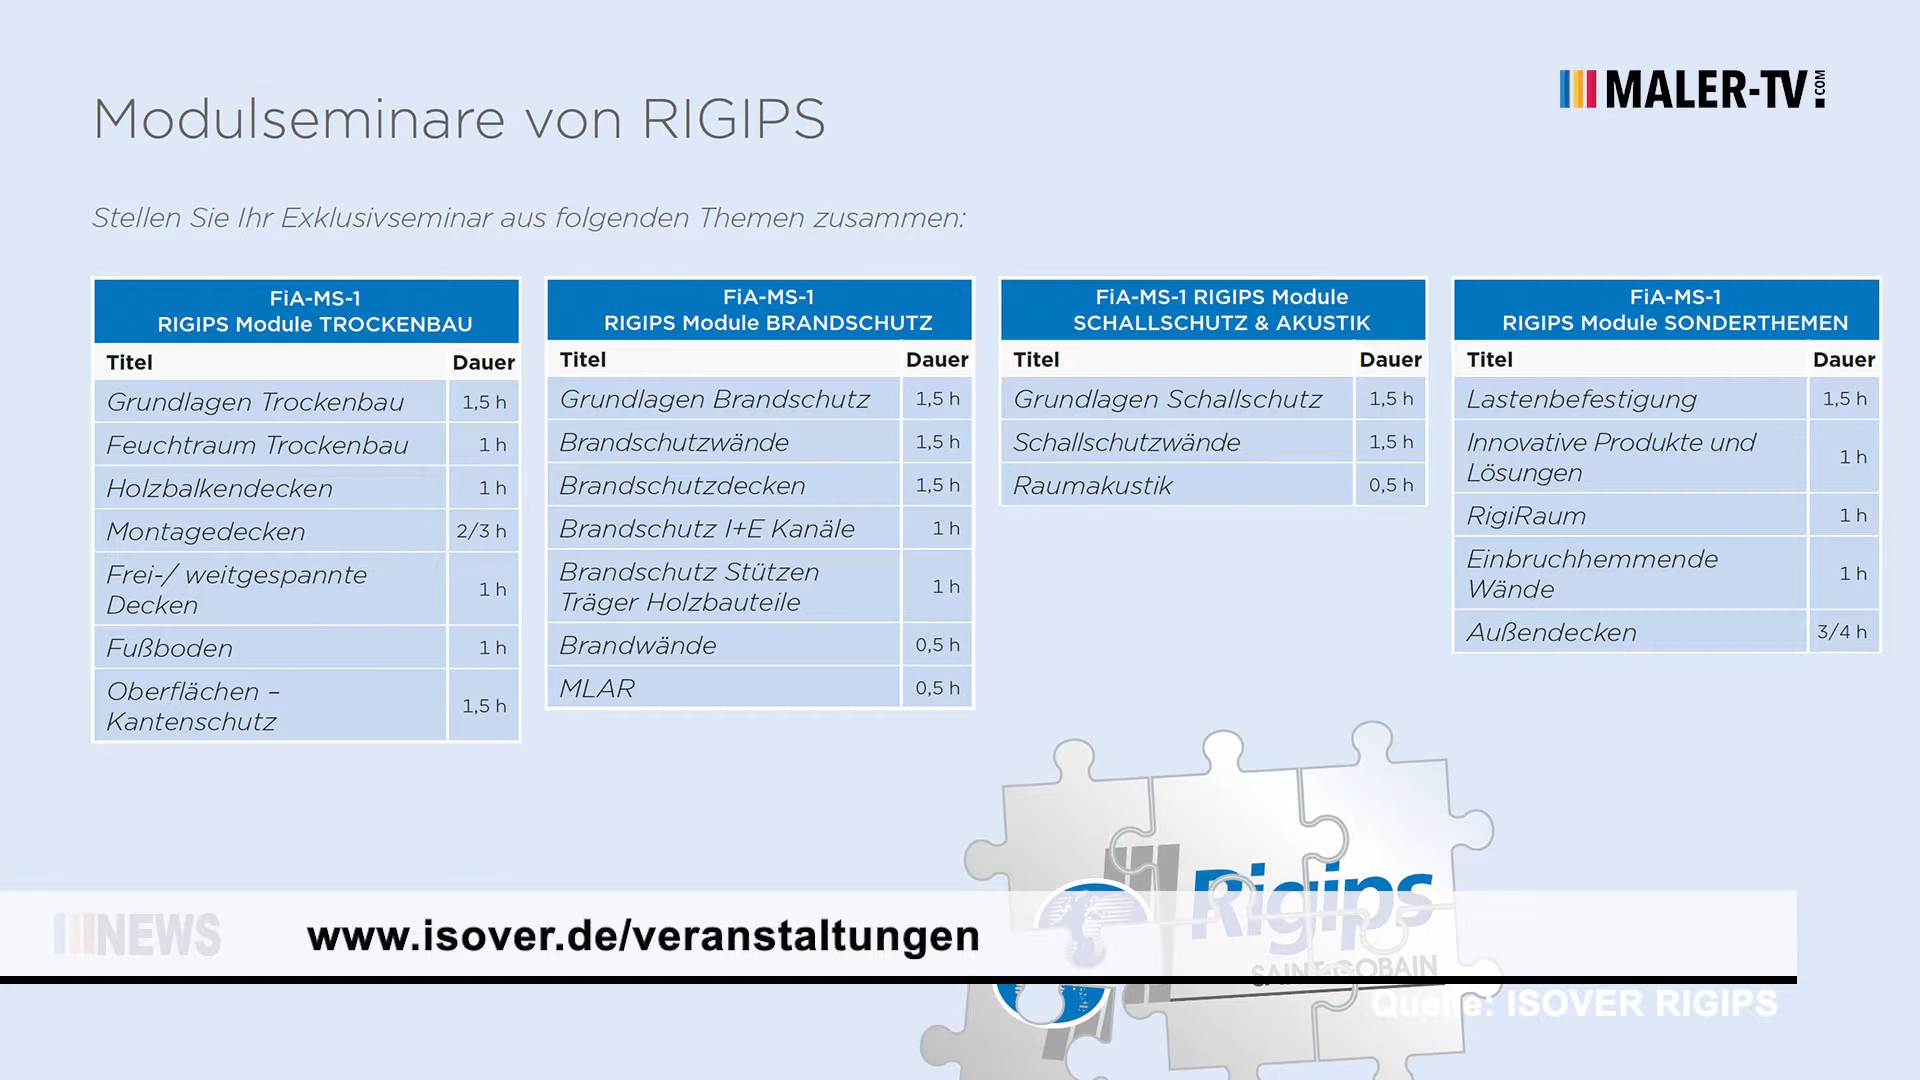 MALER-TV.COM
Modulseminare von RIGIPS
Stellen Sie Ihr Exklusivseminar aus folgenden Themen zusammen:
FiA-MS-1
RIGIPS Module TROCKENBAU
Titel Dauer
Grundlagen Trockenbau 1,5 h
Feuchtraum Trockenbau 1 h
Holzbalkendecken 1 h
Montagedecken 2/3 h
Frei-/ weitgespannte
Decken 1 h
Fußboden 1 h
Oberflächen –
Kantenschutz 1,5 h
FiA-MS-1
RIGIPS Module BRANDSCHUTZ
Titel Dauer
Grundlagen Brandschutz 1,5 h
Brandschutzwände 1,5 h
Brandschutzdecken 1,5 h
Brandschutz I+E Kanäle 1 h
Brandschutz Stützen
Träger Holzbauteile 1 h
Brandwände 0,5 h
MLAR 0,5 h
FiA-MS-1 RIGIPS Module
SCHALLSCHUTZ & AKUSTIK
Titel Dauer
Grundlagen Schallschutz 1,5 h
Schallschutzwände 1,5 h
Raumakustik 0,5 h
FiA-MS-1
RIGIPS Module SONDERTHEMEN
Titel Dauer
Lastenbefestigung 1,5 h
Innovative Produkte und
Lösungen 1 h
RigiRaum 1 h
Einbruchhemmende
Wände 1 h
Außendecken 3/4 h
Rigips
SAINT-GOBAIN
NEWS
www.isover.de/veranstaltungen
Quelle: ISOVER RIGIPS